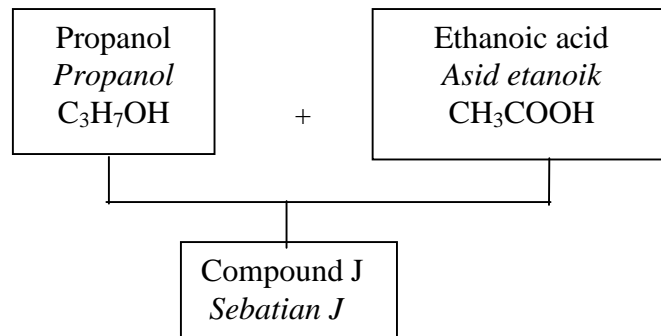 Propanol
Propanol
C₃H₇OH
+
Ethanoic acid
Asid etanoik
CH₃COOH
Compound J
Sebatian J